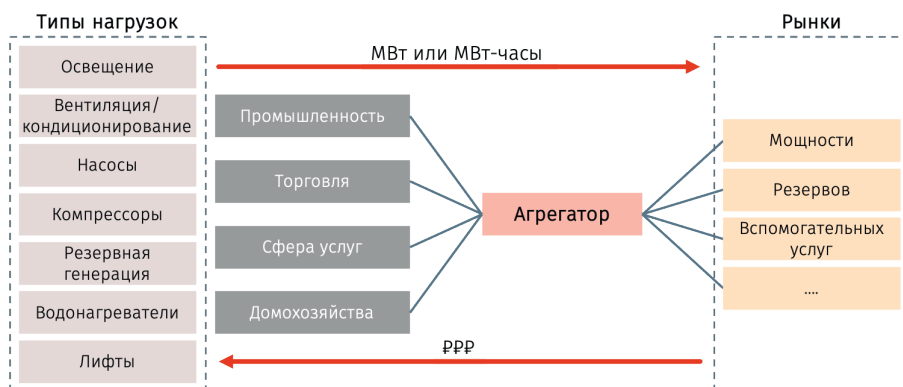 Типы нагрузок
Освещение
Вентиляция/
кондиционирование
Насосы
Компрессоры
Резервная
генерация
Водонагреватели
Лифты
МВт или МВт-часы
Промышленность
Торговля
Сфера услуг
Домохозяйства
₽₽₽
Агрегатор
Рынки
Мощности
Резервов
Вспомогательных
услуг
....